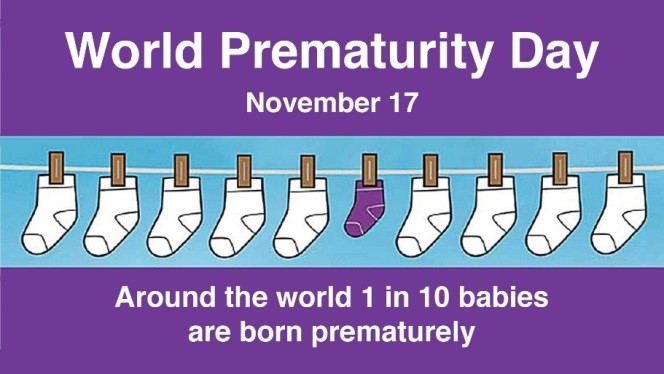 World Prematurity Day
November 17
Around the world 1 in 10 babies
are born prematurely